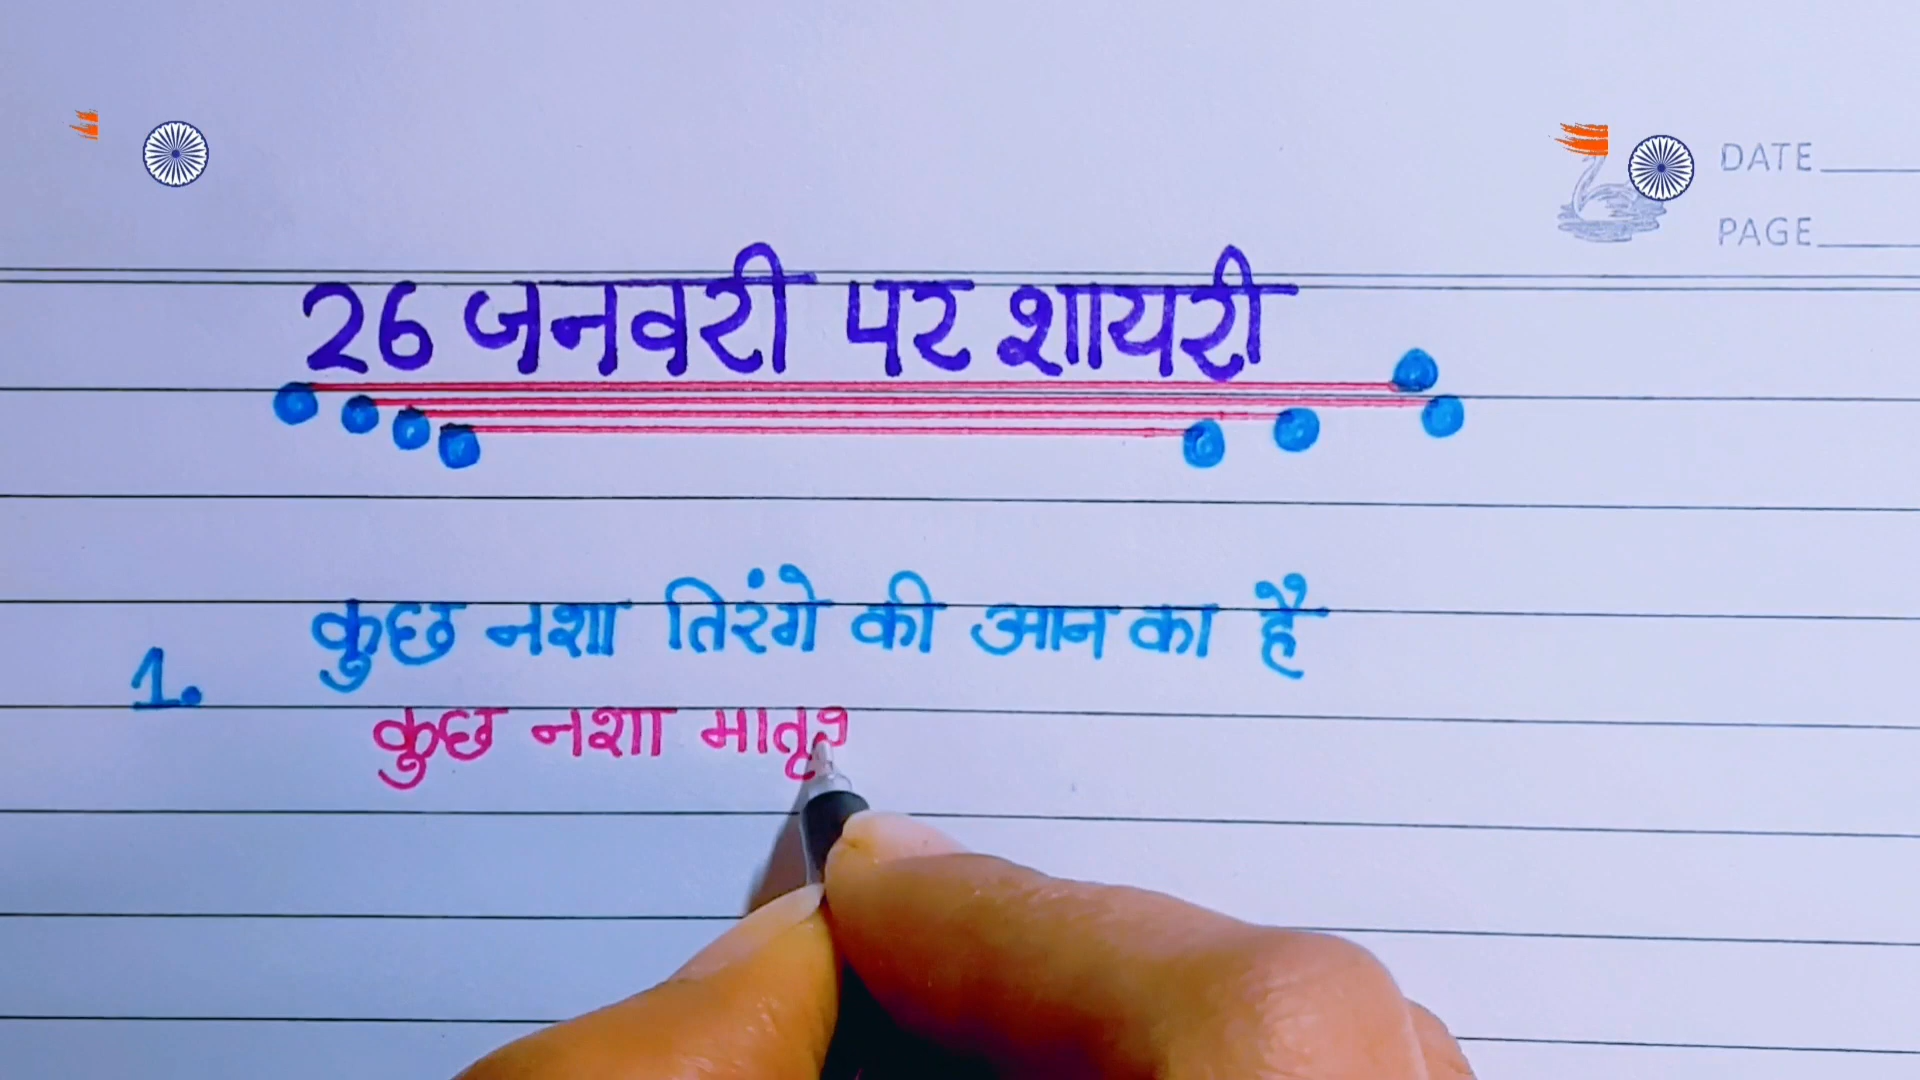 DATE
PAGE
26 जनवरी पर शायरी
1.
कुछ नशा तिरंगे की आन का है
कुछ नशा